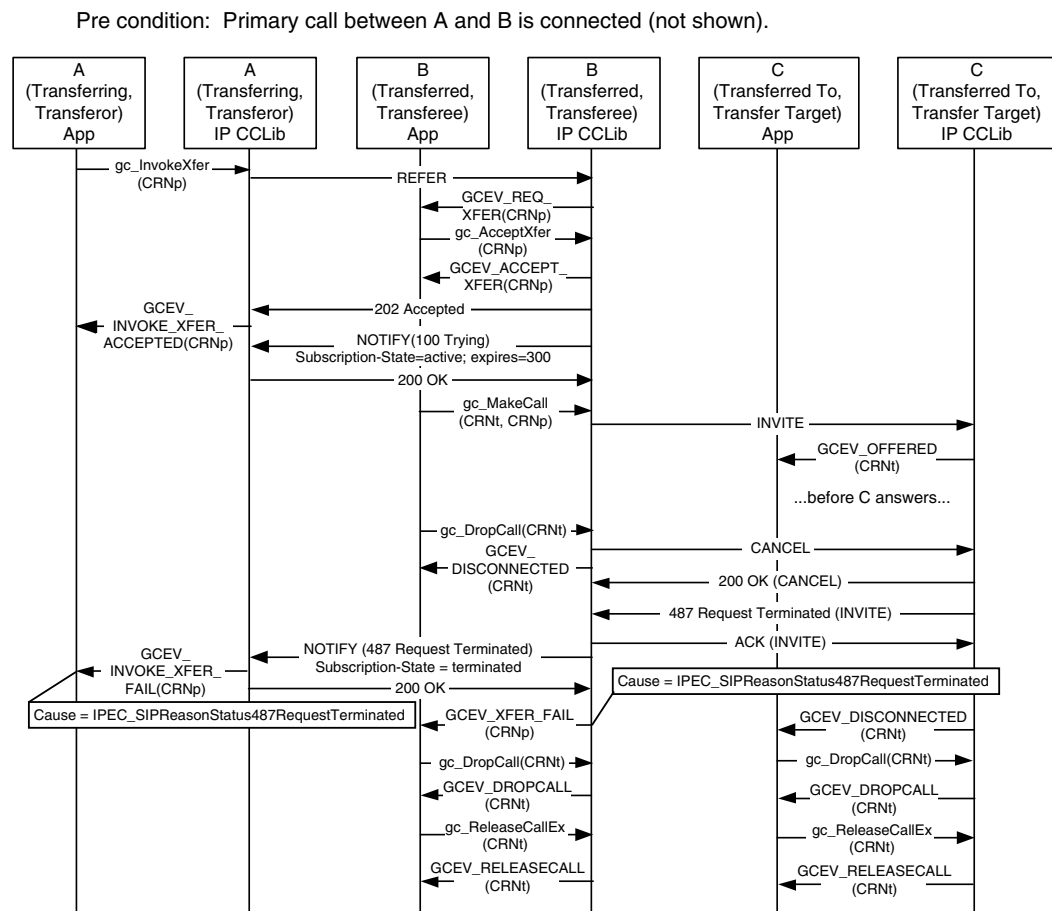 Pre condition:  Primary call between A and B is connected (not shown).
A
(Transferring,
Transferor)
App
A
(Transferring,
Transferor)
IP CCLib
B
(Transferred,
Transferee)
App
B
(Transferred,
Transferee)
IP CCLib
C
(Transferred To,
Transfer Target)
App
C
(Transferred To,
Transfer Target)
IP CCLib
gc_InvokeXfer
(CRNp)
REFER
GCEV_REQ_
XFER(CRNp)
gc_AcceptXfer
(CRNp)
GCEV_ACCEPT_
XFER(CRNp)
202 Accepted
GCEV_
INVOKE_XFER_
ACCEPTED(CRNp)
NOTIFY(100 Trying)
Subscription-State=active; expires=300
200 OK
gc_MakeCall
(CRNt, CRNp)
INVITE
GCEV_OFFERED
(CRNt)
...before C answers...
gc_DropCall(CRNt)
GCEV_
DISCONNECTED
(CRNt)
CANCEL
200 OK (CANCEL)
487 Request Terminated (INVITE)
ACK (INVITE)
NOTIFY (487 Request Terminated)
Subscription-State = terminated
GCEV_
INVOKE_XFER_
FAIL(CRNp)
200 OK
Cause = IPEC_SIPReasonStatus487RequestTerminated
Cause = IPEC_SIPReasonStatus487RequestTerminated
GCEV_XFER_FAIL
(CRNp)
GCEV_DISCONNECTED
(CRNt)
gc_DropCall(CRNt)
gc_DropCall(CRNt)
GCEV_DROPCALL
(CRNt)
GCEV_DROPCALL
(CRNt)
gc_ReleaseCallEx
(CRNt)
gc_ReleaseCallEx
(CRNt)
GCEV_RELEASECALL
(CRNt)
GCEV_RELEASECALL
(CRNt)